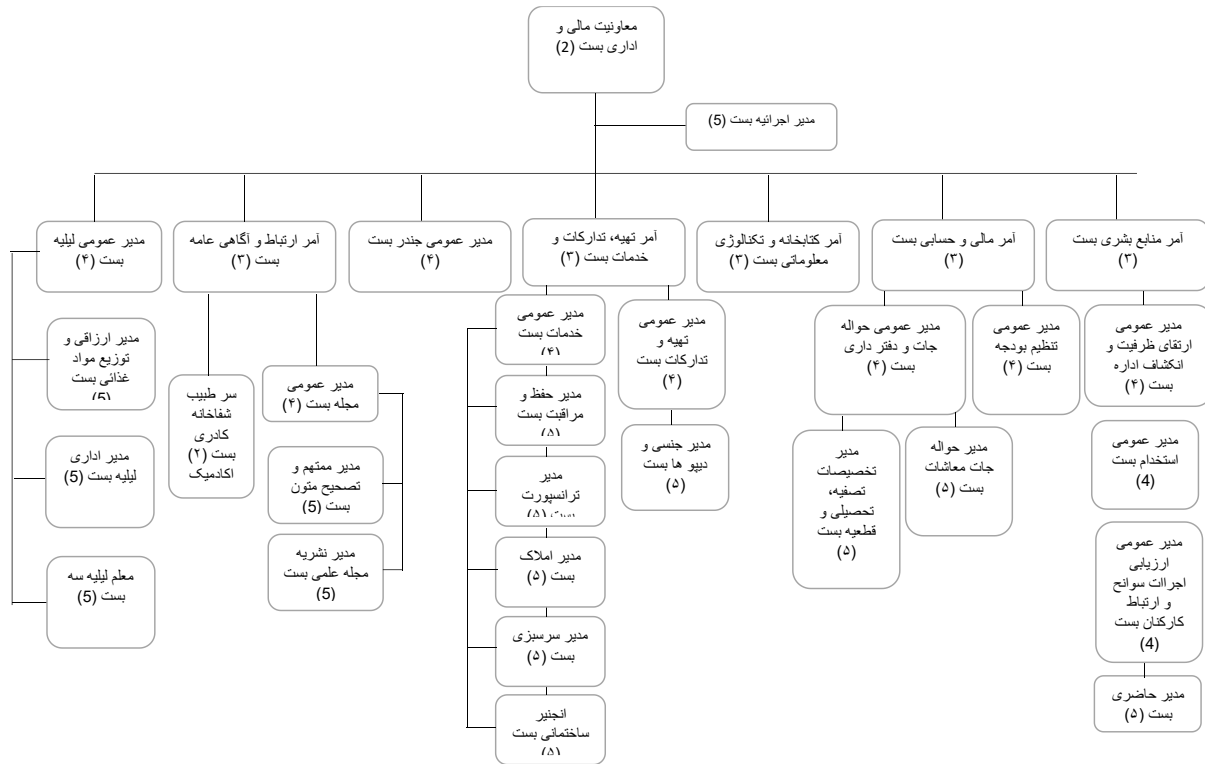 معاونیت مالی و
اداری بست (2)
مدیر اجرائیه بست (5)
آمر منابع بشری بست
(۳)
آمر مالی و حسابی بست
(۳)
آمر کتابخانه و تکنالوژی
معلوماتی بست (۳)
آمر تهیه، تدارکات و
خدمات بست (۳)
مدیر عمومی جندر بست
(۴)
آمر ارتباط و آگاهی عامه
بست (۳)
مدیر عمومی لیلیه
بست (۴)
مدیر عمومی
ارتقای ظرفیت و
انکشاف اداره
بست (۴)
مدیر عمومی
استخدام بست
(4)
مدیر عمومی
ارزیابی
اجراات سوانح
و ارتباط
کارکنان بست
(4)
مدیر حاضری
بست (۵)
مدیر عمومی
تنظیم بودجه
بست (۴)
مدیر عمومی حواله
جات و دفتر داری
بست (۴)
مدیر حواله
جات معاشات
بست (۵)
مدیر
تخصیصات
تصفیه،
تحصیلی و
قطعیه بست
(۵)
مدیر عمومی
تهیه و
تدارکات بست
(۴)
مدیر جنسی و
دیپو ها بست
(۵)
مدیر عمومی
خدمات بست
(۴)
مدیر حفظ و
مراقبت بست
(۵)
مدیر
ترانسپورت
بست (۵)
مدیر املاک
بست (۵)
مدیر سرسبزی
بست (۵)
انجنیر
ساختمانی بست
(۵)
مدیر عمومی
مجله بست (۴)
مدیر ممتهم و
تصحیح متون
بست (5)
مدیر نشریه
مجله علمی بست
(5)
سر طبیب
شفاخانه
کادری
بست (۲)
اکادمیک
مدیر ارزاقی و
توزیع مواد
غذائی بست
(5)
مدیر اداری
لیلیه بست (5)
معلم لیلیه سه
بست (5)